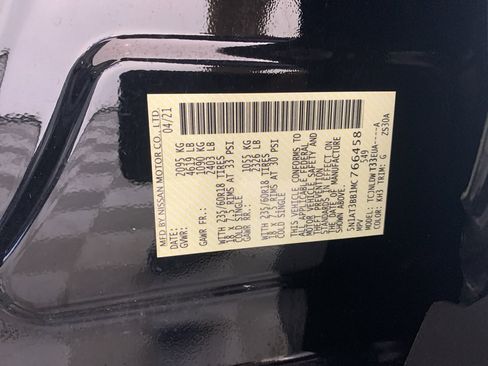 MFD BY NISSAN MOTOR CO., LTD.
DATE: 04/21
GVWR: 2095 KG
4619 LB
GAWR FR.: 1090 KG
2403 LB
WITH 235/60R18 TIRES
18 X 7.5 RIMS AT 33 PSI
COLD SINGLE
GAWR RR.: 1055 KG
2326 LB
WITH 235/60R18 TIRES
18 X 7.5 RIMS AT 30 PSI
COLD SINGLE
THIS VEHICLE CONFORMS TO
ALL APPLICABLE FEDERAL
MOTOR VEHICLE SAFETY AND
THEFT PREVENTION
STANDARDS IN EFFECT ON
THE DATE OF MANUFACTURE
SHOWN ABOVE.
5N1AT3BB1MC766458
MPV 549
MODEL: TCJNLDWT33EUA----A
COLOR: KH3 TRIM: G
ZS30A